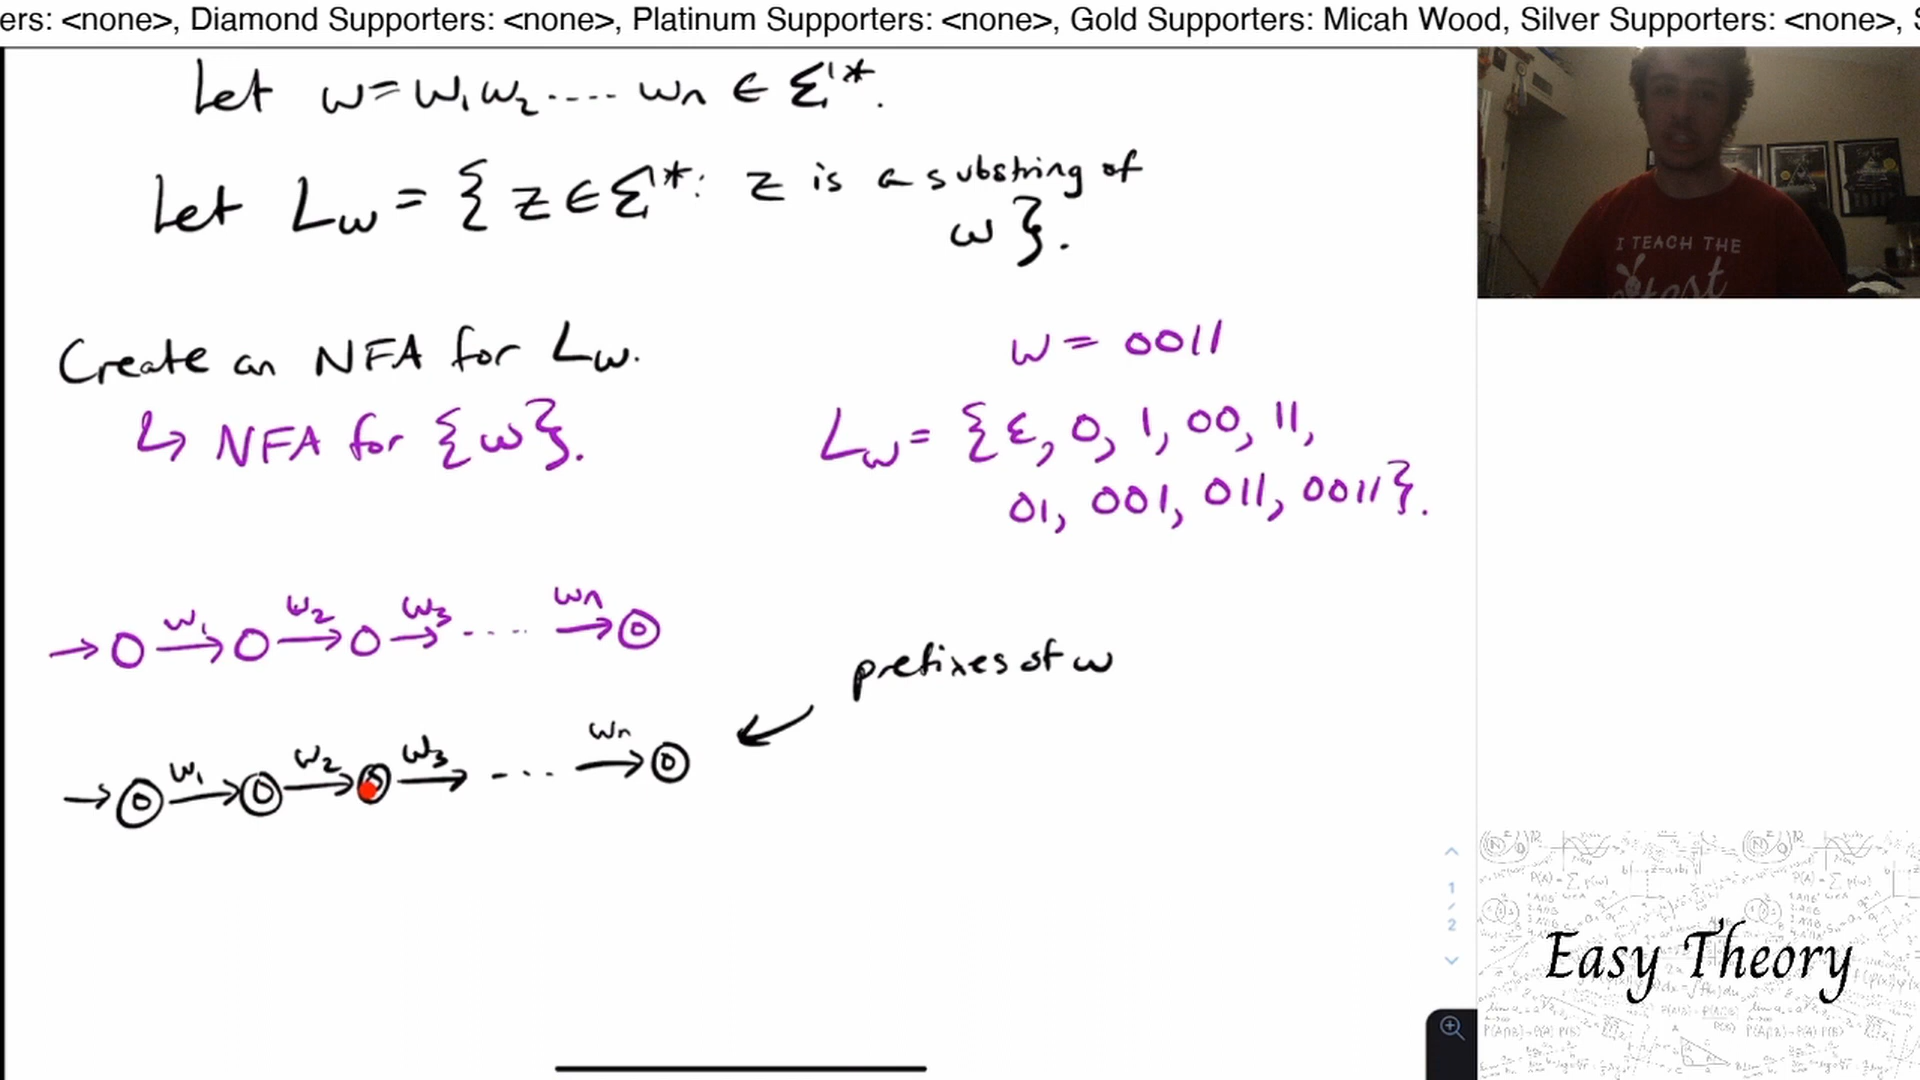 ers: <none>, Diamond Supporters: <none>, Platinum Supporters: <none>, Gold Supporters: Micah Wood, Silver Supporters: <none>, S
Let w=w₁w₂.... wₙ ∈ Σ*.
Let L_w = { z∈Σ*: z is a substring of
w }.
I TEACH THE
Create an NFA for L_w.
↳ NFA for {w}.
w = 0011
L_w= {ε, 0, 1, 00, 11,
01, 001, 011, 0011}.
w₁ w₂ w₃ .... wₙ
prefixes of w
w₁ w₂ w₃ .... wₙ
1
2
Easy Theory